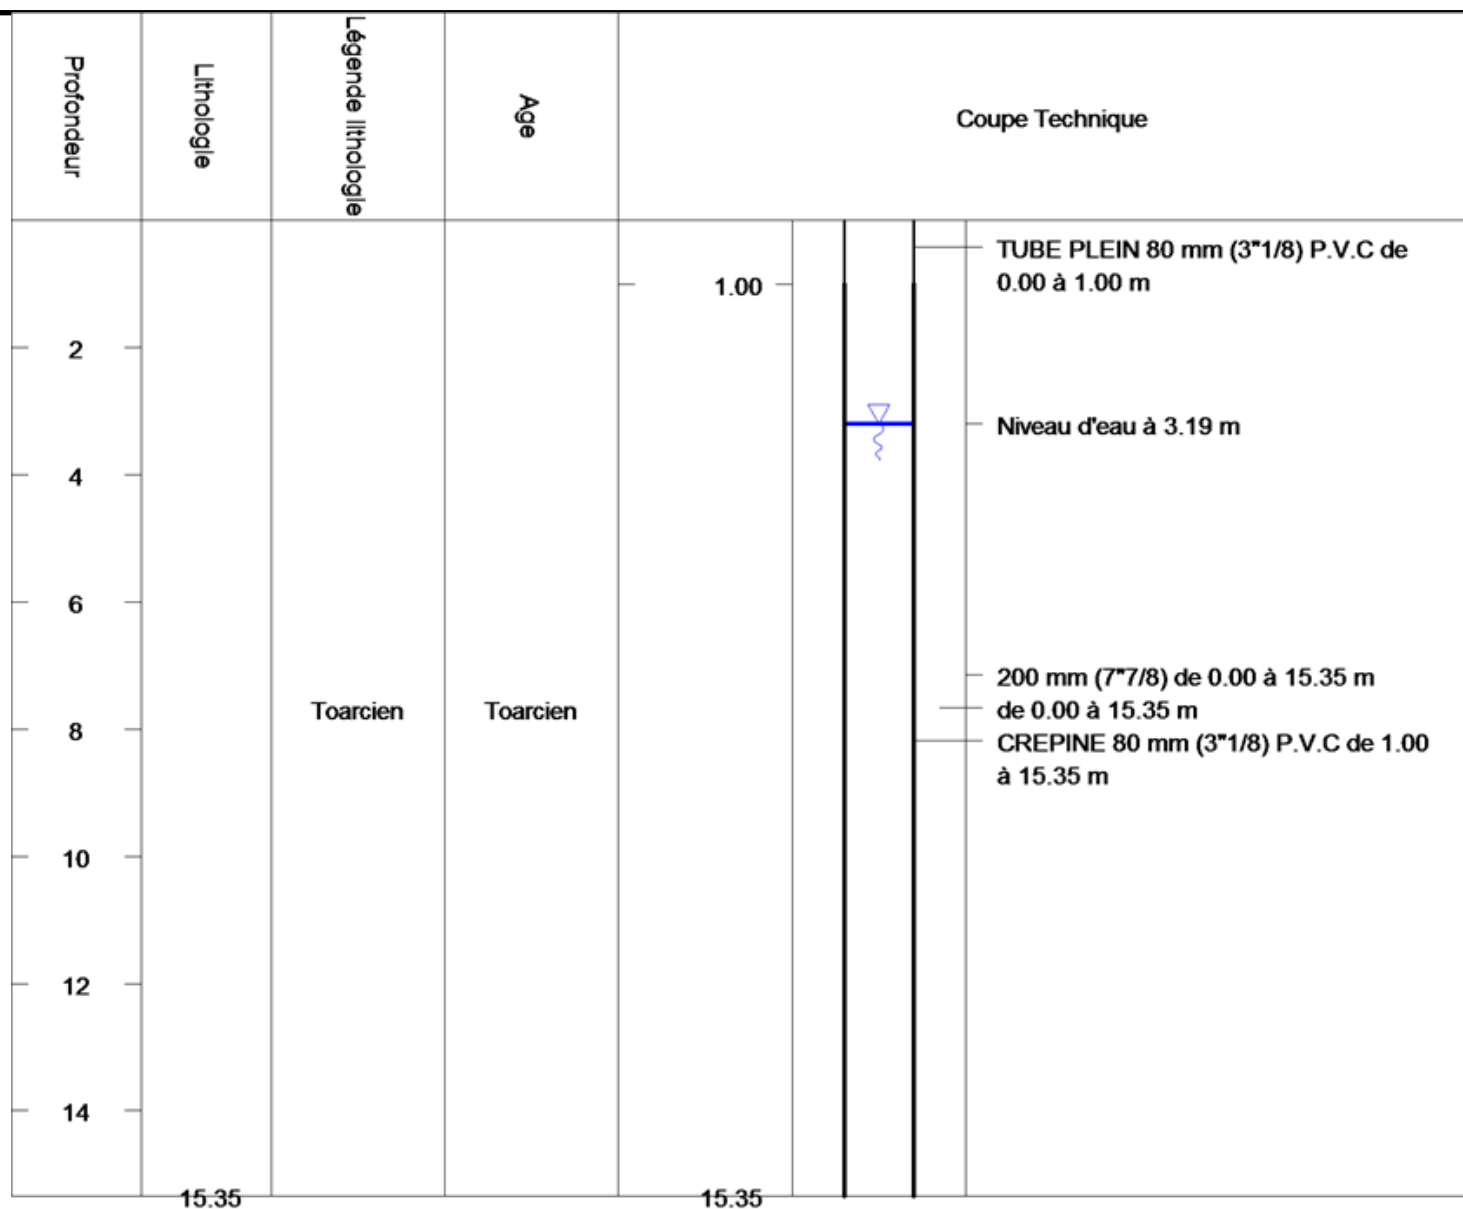 Profondeur
Lithologie
Légende lithologie
Age
Coupe Technique
TUBE PLEIN 80 mm (3"1/8) P.V.C de
0.00 à 1.00 m
1.00
2
Niveau d'eau à 3.19 m
4
6
200 mm (7"7/8) de 0.00 à 15.35 m
Toarcien
Toarcien
de 0.00 à 15.35 m
8
CREPINE 80 mm (3"1/8) P.V.C de 1.00
à 15.35 m
10
12
14
15.35
15.35